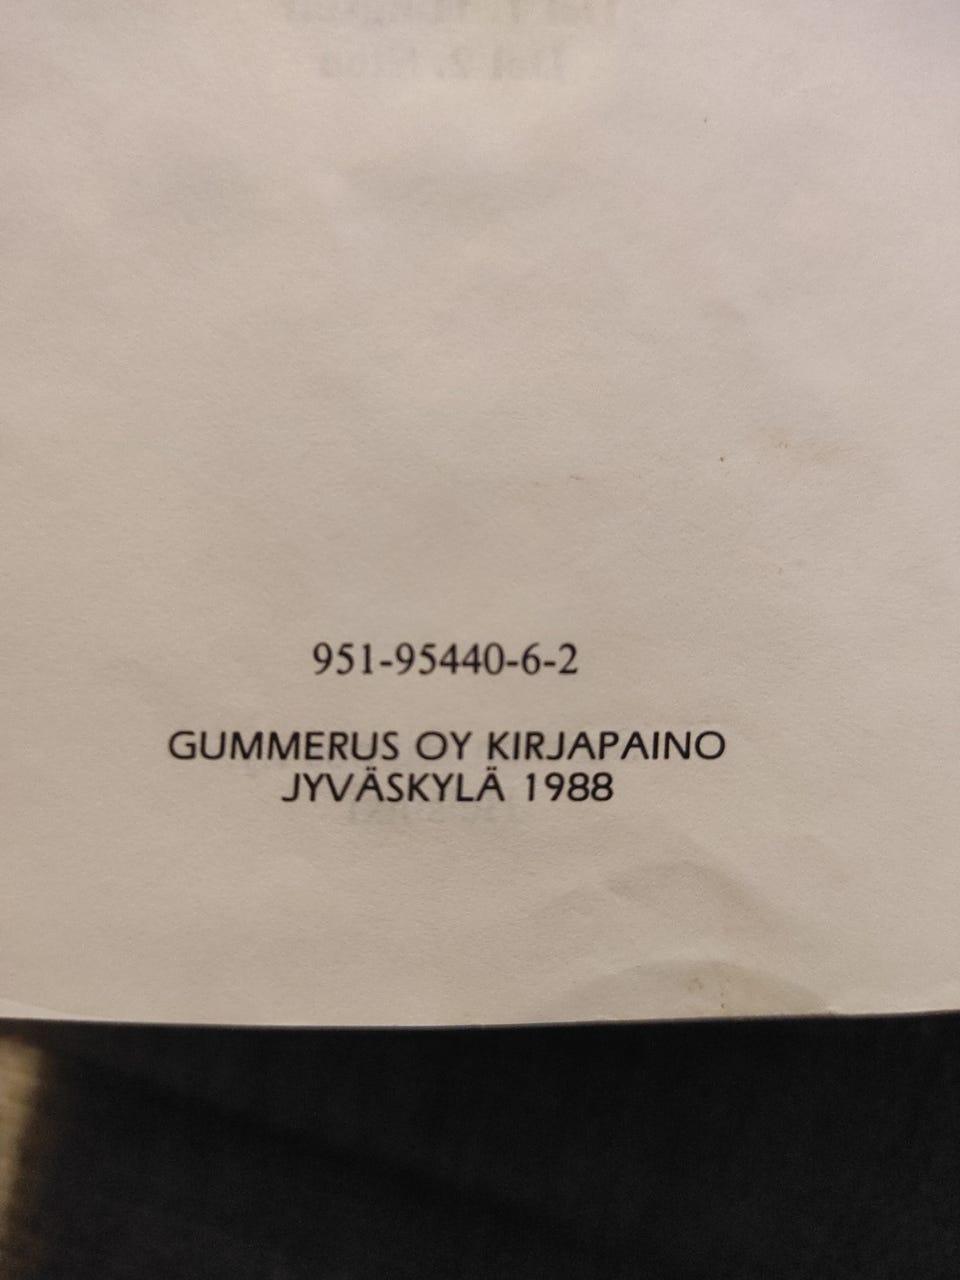 951-95440-6-2
GUMMERUS OY KIRJAPAINO
JYVÄSKYLÄ 1988